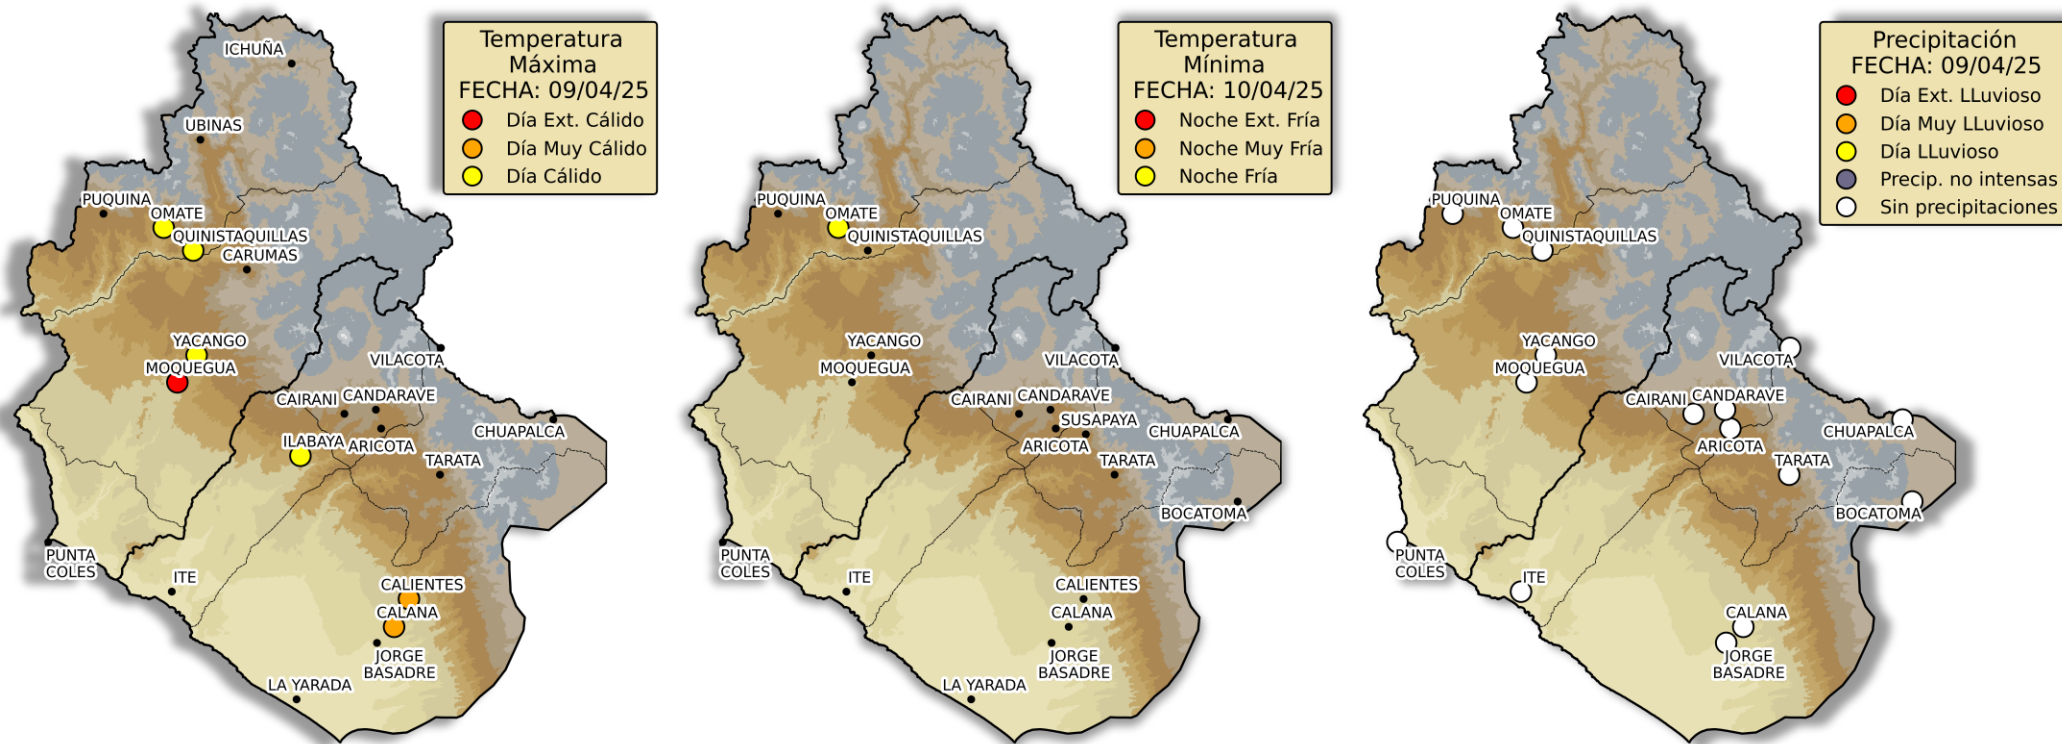 Temperatura
Máxima
FECHA: 09/04/25
Día Ext. Cálido
Día Muy Cálido
Día Cálido
ICHUÑA
UBINAS
PUQUINA
OMATE
QUINISTAQUILLAS
CARUMAS
YACANGO
MOQUEGUA
VILACOTA
CAIRANI
CANDARAVE
ILABAYA
ARICOTA
CHUAPALCA
TARATA
PUNTA
COLES
ITE
CALIENTES
CALANA
JORGE
BASADRE
LA YARADA
Temperatura
Mínima
FECHA: 10/04/25
Noche Ext. Fría
Noche Muy Fría
Noche Fría
PUQUINA
OMATE
QUINISTAQUILLAS
YACANGO
MOQUEGUA
VILACOTA
CAIRANI
CANDARAVE
SUSAPAYA
ARICOTA
CHUAPALCA
TARATA
BOCATOMA
PUNTA
COLES
ITE
CALIENTES
CALANA
JORGE
BASADRE
LA YARADA
Precipitación
FECHA: 09/04/25
Día Ext. LLuvioso
Día Muy LLuvioso
Día LLuvioso
Precip. no intensas
Sin precipitaciones
PUQUINA
OMATE
QUINISTAQUILLAS
YACANGO
MOQUEGUA
VILACOTA
CAIRANI
CANDARAVE
ARICOTA
CHUAPALCA
TARATA
BOCATOMA
PUNTA
COLES
ITE
CALANA
JORGE
BASADRE